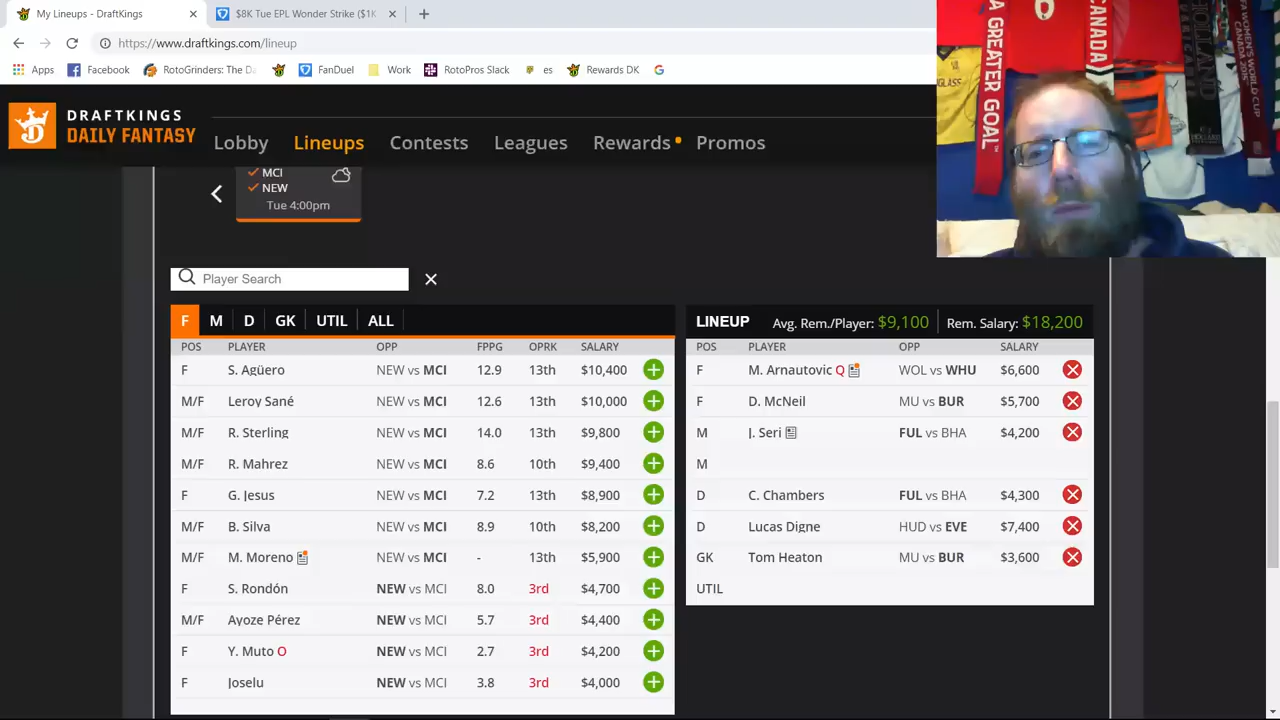 My Lineups - DraftKings
$8K Tue EPL Wonder Strike ($1K
https://www.draftkings.com/lineup
Apps Facebook RotoGrinders: The D FanDuel RotoPros Slack Rewards DK
DRAFTKINGS
DAILY FANTASY
Lobby Lineups Contests Leagues Rewards Promos
MCI
NEW
Tue 4:00pm
Player Search
F M D GK UTIL ALL
POS PLAYER OPP FPPG OPRK SALARY
F S. Agüero NEW vs MCI 12.9 13th $10,400
M/F Leroy Sané NEW vs MCI 12.6 13th $10,000
M/F R. Sterling NEW vs MCI 14.0 13th $9,800
M/F R. Mahrez NEW vs MCI 8.6 10th $9,400
F G. Jesus NEW vs MCI 7.2 13th $8,900
M/F B. Silva NEW vs MCI 8.9 10th $8,200
M/F M. Moreno NEW vs MCI - 13th $5,900
F S. Rondón NEW vs MCI 8.0 3rd $4,700
M/F Ayoze Pérez NEW vs MCI 5.7 3rd $4,400
F Y. Muto O NEW vs MCI 2.7 3rd $4,200
F Joselu NEW vs MCI 3.8 3rd $4,000
LINEUP Avg. Rem./Player: $9,100 Rem. Salary: $18,200
POS PLAYER OPP SALARY
F M. Arnautovic Q WOL vs WHU $6,600
F D. McNeil MU vs BUR $5,700
M J. Seri FUL vs BHA $4,200
M
D C. Chambers FUL vs BHA $4,300
D Lucas Digne HUD vs EVE $7,400
GK Tom Heaton MU vs BUR $3,600
UTIL
A GREATER GOAL
CANADA
HOLLAND
FIFA WOMEN'S WORLD CUP CANADA 2015